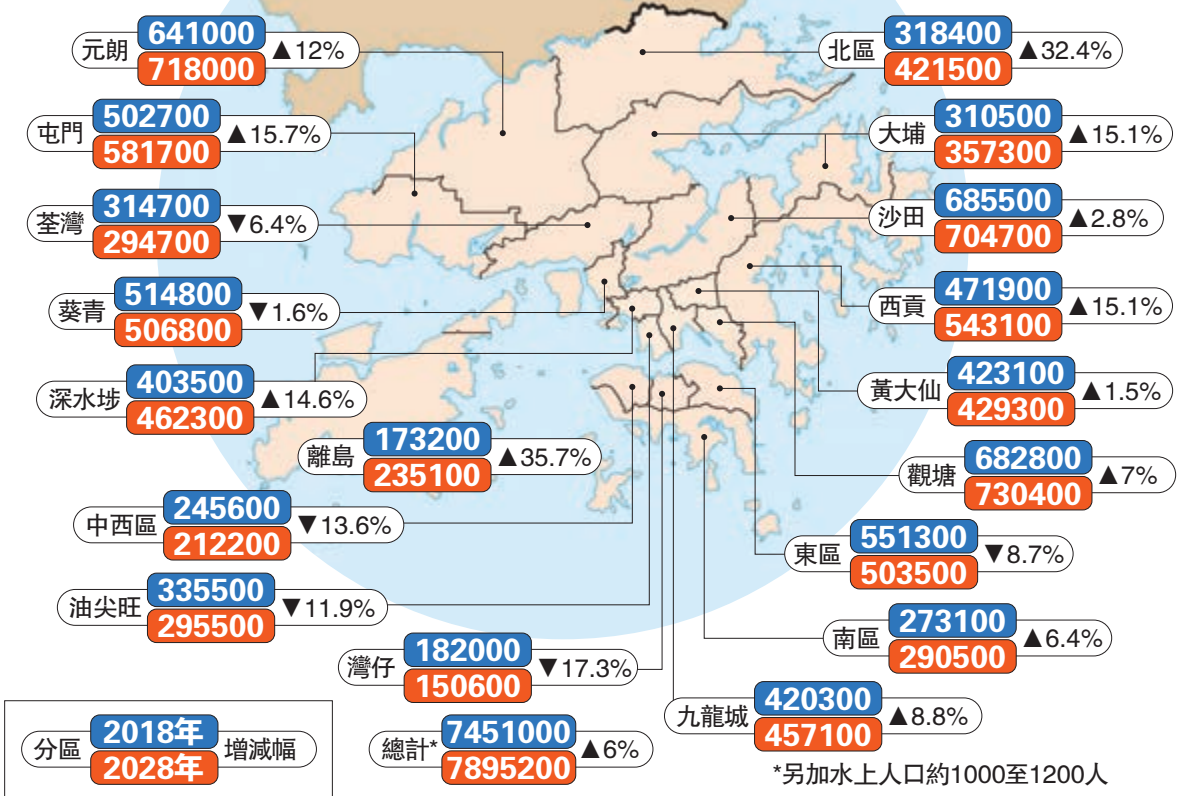 元朗 641000 ▲12%
718000
北區 318400 ▲32.4%
421500
屯門 502700 ▲15.7%
581700
大埔 310500 ▲15.1%
357300
荃灣 314700 ▼6.4%
294700
沙田 685500 ▲2.8%
704700
葵青 514800 ▼1.6%
506800
西貢 471900 ▲15.1%
543100
深水埗 403500 ▲14.6%
462300
黃大仙 423100 ▲1.5%
429300
離島 173200 ▲35.7%
235100
觀塘 682800 ▲7%
730400
中西區 245600 ▼13.6%
212200
東區 551300 ▼8.7%
503500
油尖旺 335500 ▼11.9%
295500
南區 273100 ▲6.4%
290500
灣仔 182000 ▼17.3%
150600
九龍城 420300 ▲8.8%
457100
分區 2018年 增減幅
2028年
總計* 7451000 ▲6%
7895200
*另加水上人口約1000至1200人